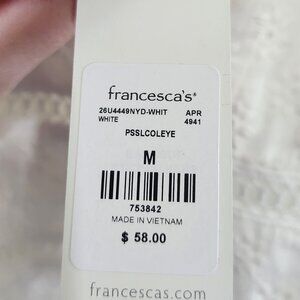 francesca's®
26U4449NYD-WHIT APR
WHITE 4941
PSSLCOLEYE
M
753842
MADE IN VIETNAM
$ 58.00
francescas.com